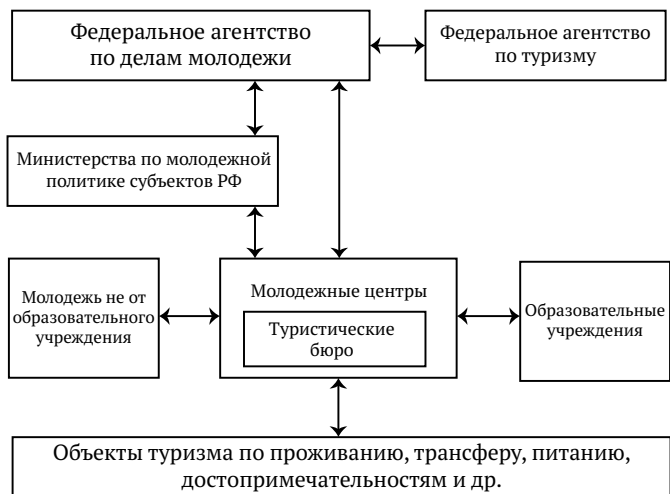 Федеральное агентство
по делам молодежи
Федеральное агентство
по туризму
Министерства по молодежной
политике субъектов РФ
Молодежь не от
образовательного
учреждения
Молодежные центры
Туристические
бюро
Образовательные
учреждения
Объекты туризма по проживанию, трансферу, питанию,
достопримечательностям и др.